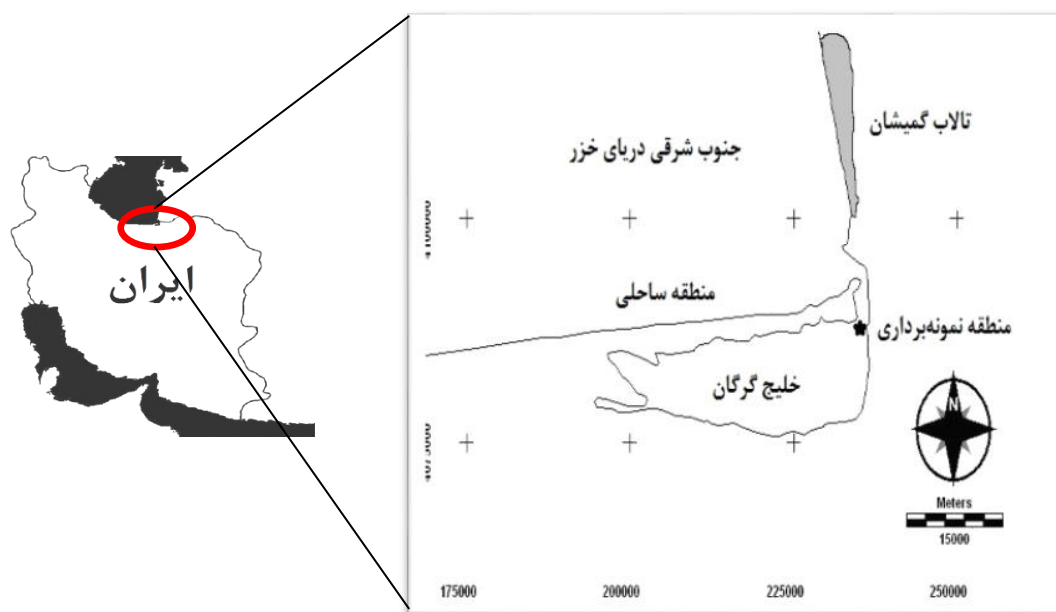 ایران
تالاب گمیشان
جنوب شرقی دریای خزر
منطقه ساحلی
منطقه نمونه‌برداری
خلیج گرگان
N
Meters
15000
175000
200000
225000
250000